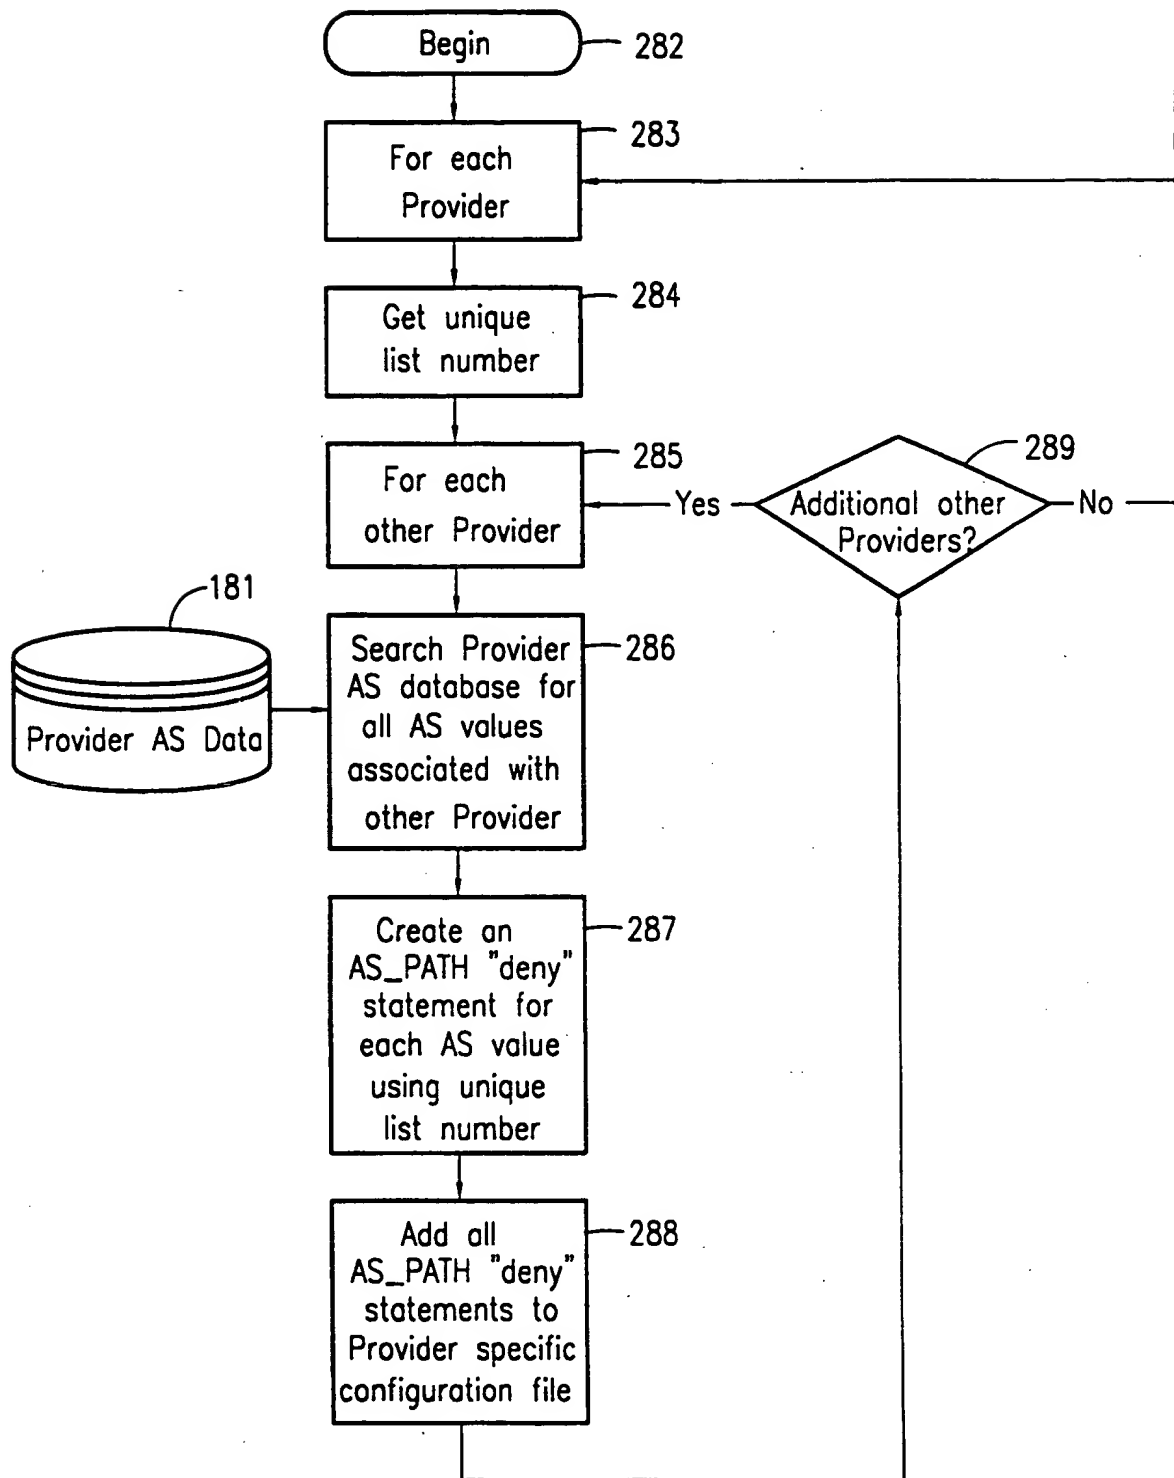 Begin
282
283
For each
Provider
284
Get unique
list number
285
For each
other Provider
289
Yes
Additional other
Providers?
No
181
Provider AS Data
286
Search Provider
AS database for
all AS values
associated with
other Provider
287
Create an
AS_PATH "deny"
statement for
each AS value
using unique
list number
288
Add all
AS_PATH "deny"
statements to
Provider specific
configuration file